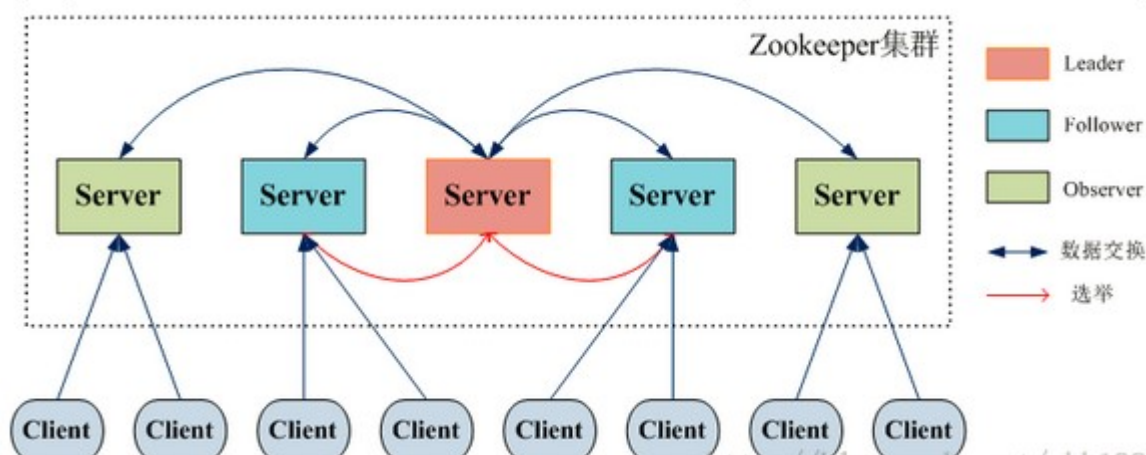 Zookeeper集群
Leader
Follower
Server Server Server Server Server
Observer
数据交换
选举
Client Client Client Client Client Client Client Client